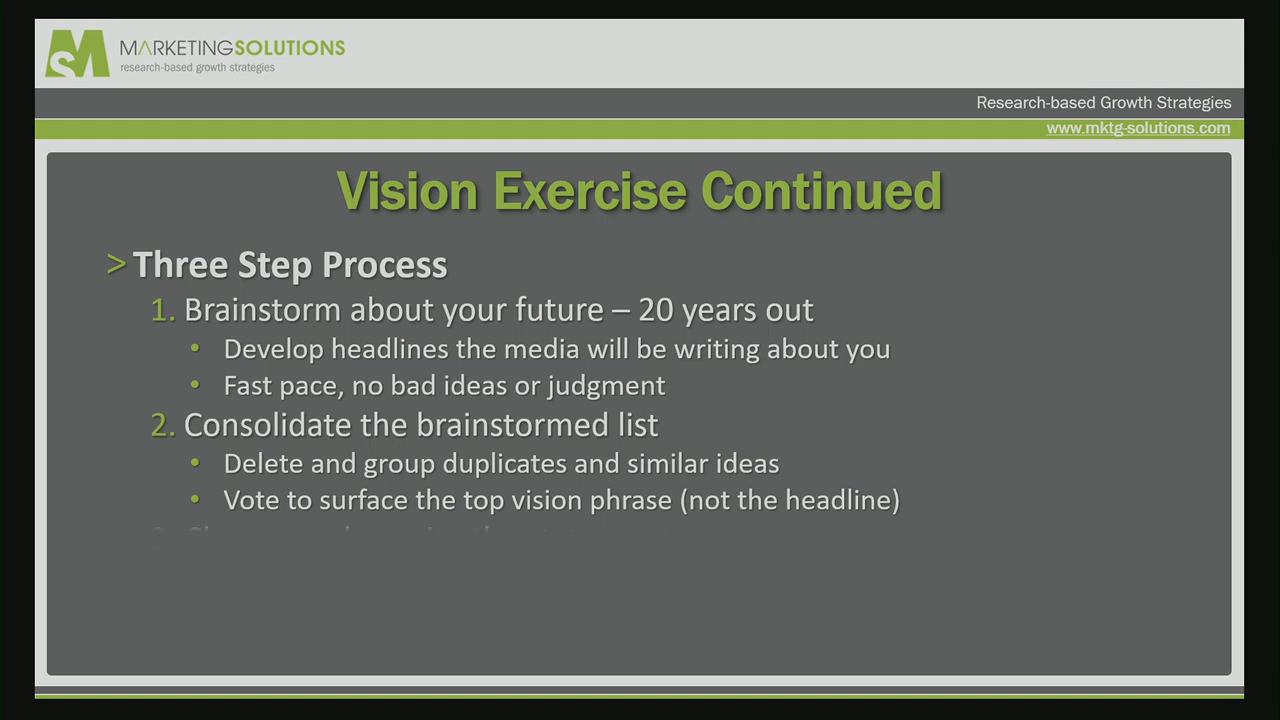 MARKETINGSOLUTIONS
research-based growth strategies
Research-based Growth Strategies
www.mktg-solutions.com
Vision Exercise Continued
> Three Step Process
1. Brainstorm about your future – 20 years out
• Develop headlines the media will be writing about you
• Fast pace, no bad ideas or judgment
2. Consolidate the brainstormed list
• Delete and group duplicates and similar ideas
• Vote to surface the top vision phrase (not the headline)